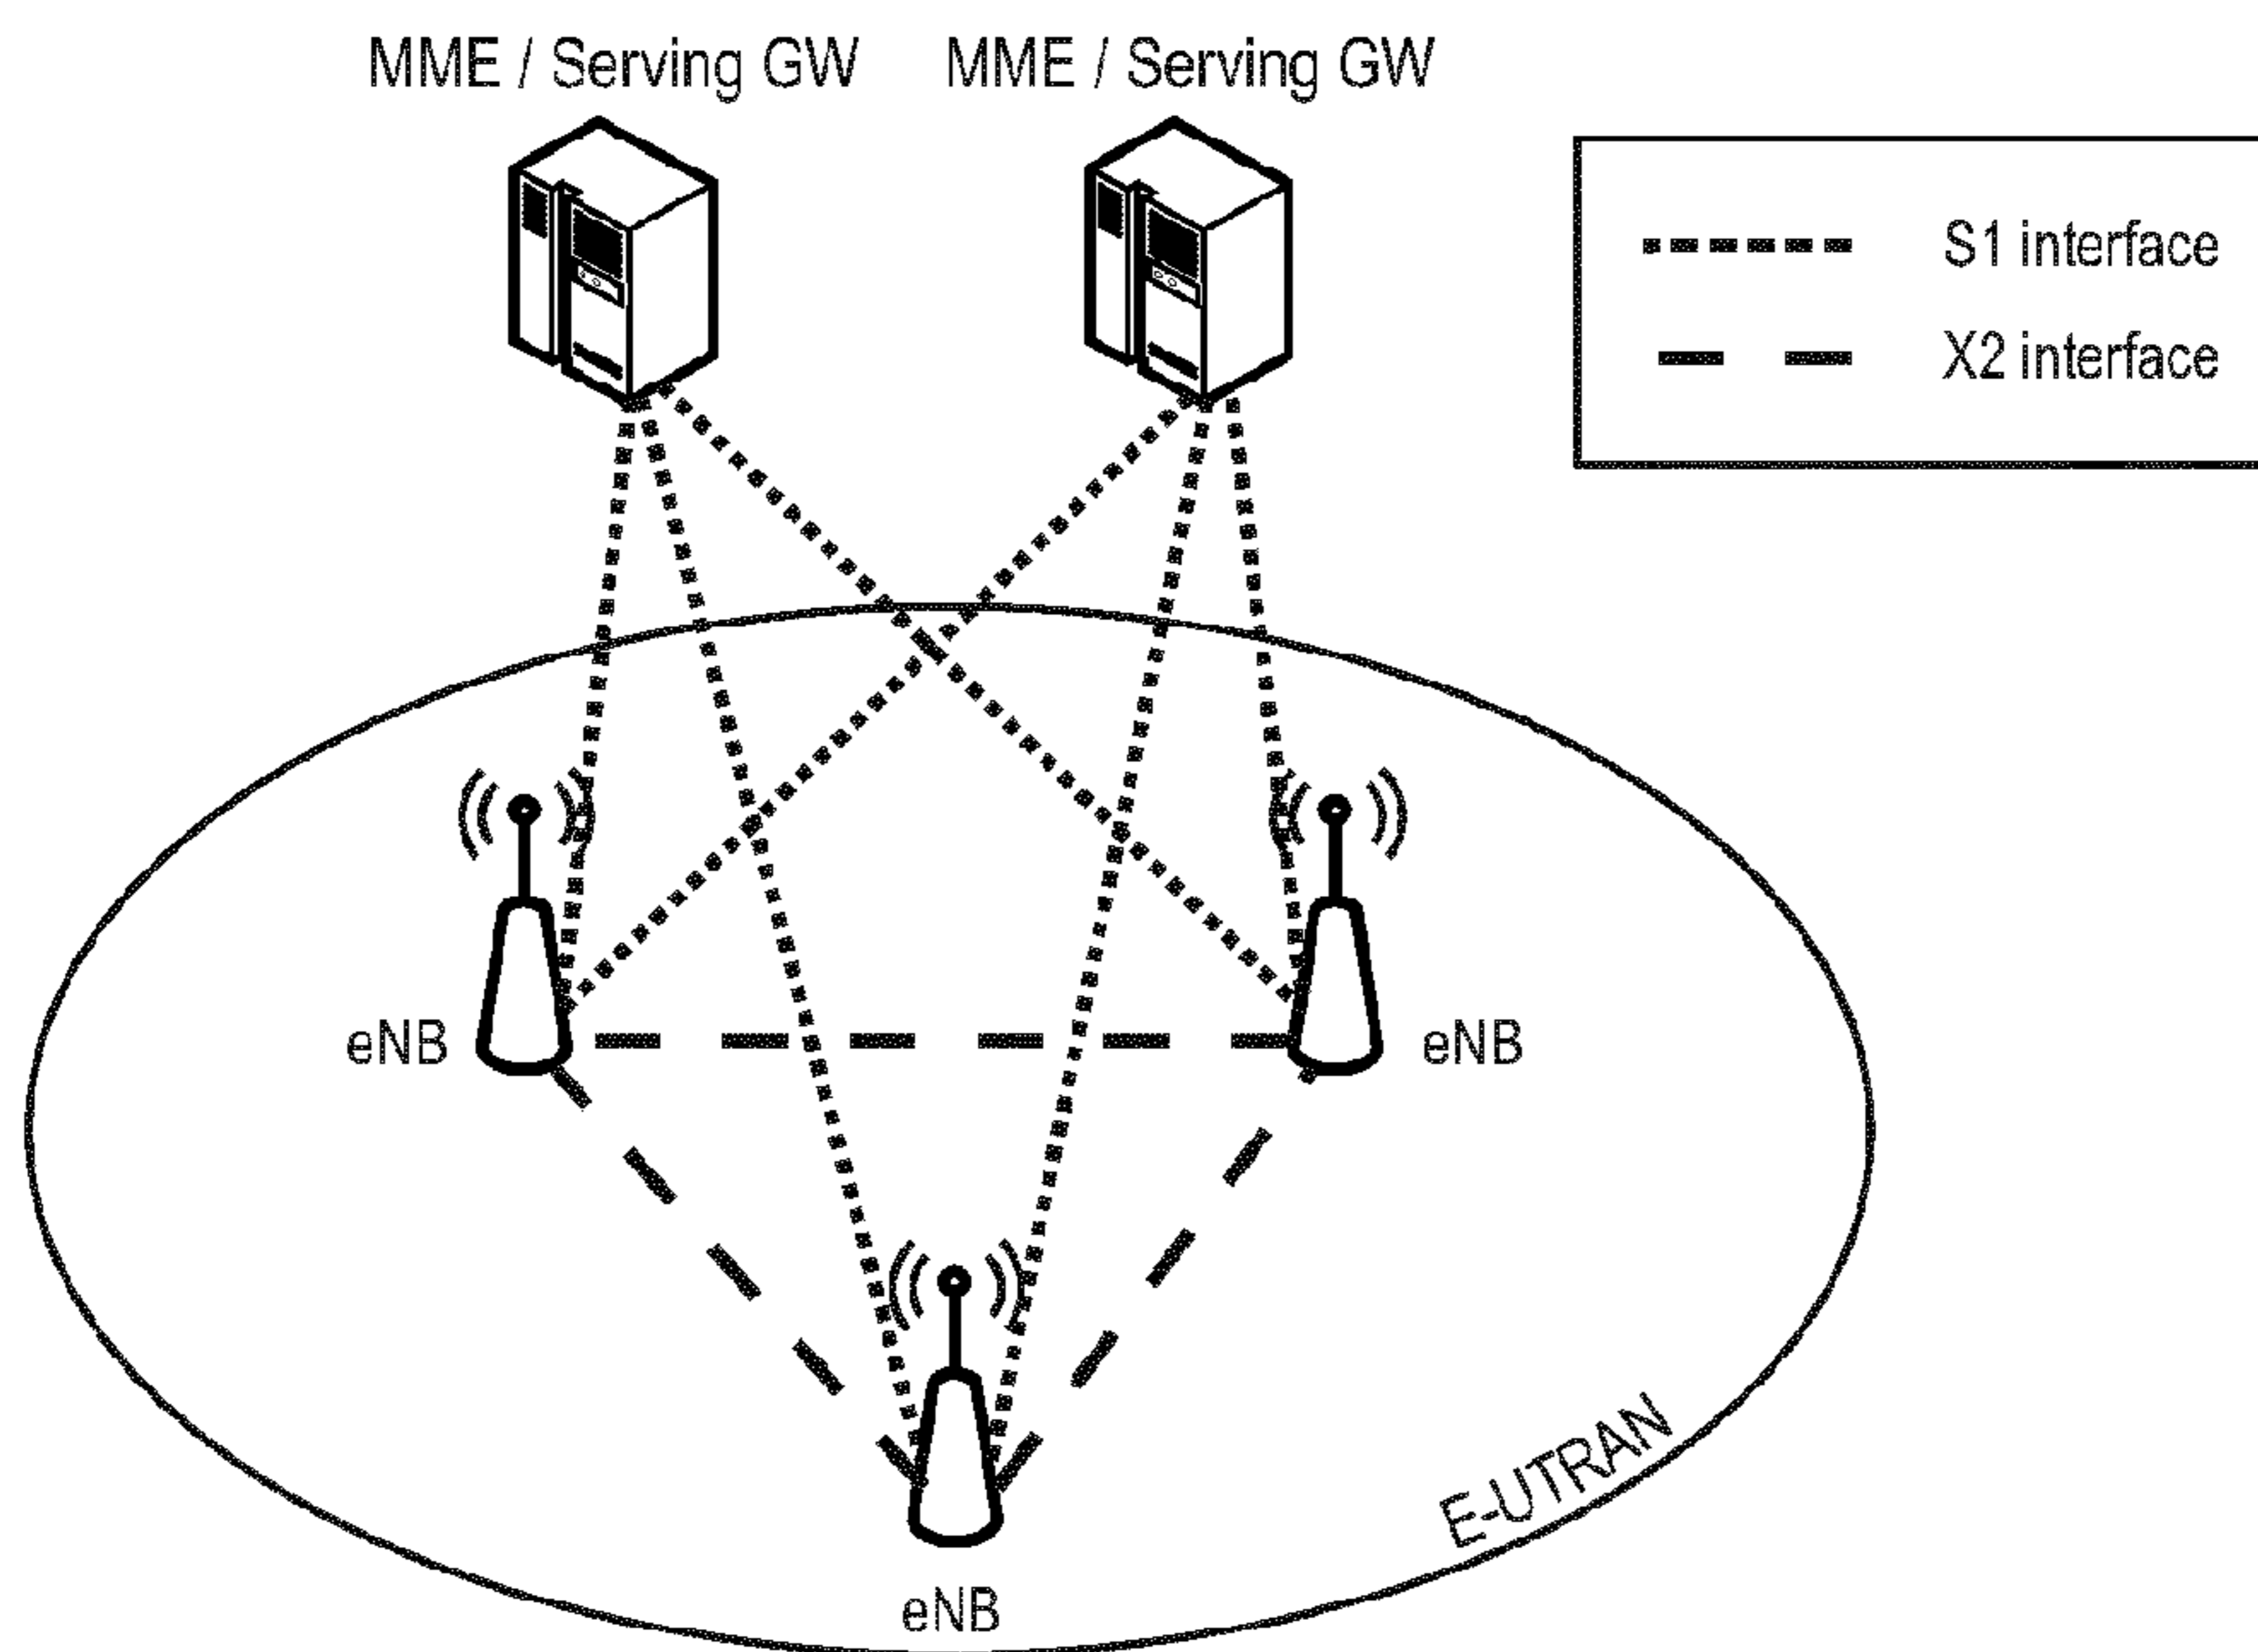 MME / Serving GW
MME / Serving GW
S1 interface
X2 interface
eNB
eNB
E-UTRAN
eNB